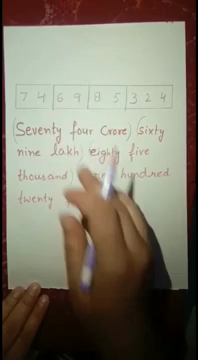 7 4 6 9 8 5 3 2 4
(Seventy four Crore) (sixty
nine lakh eighty five
thousand) hundred
twenty